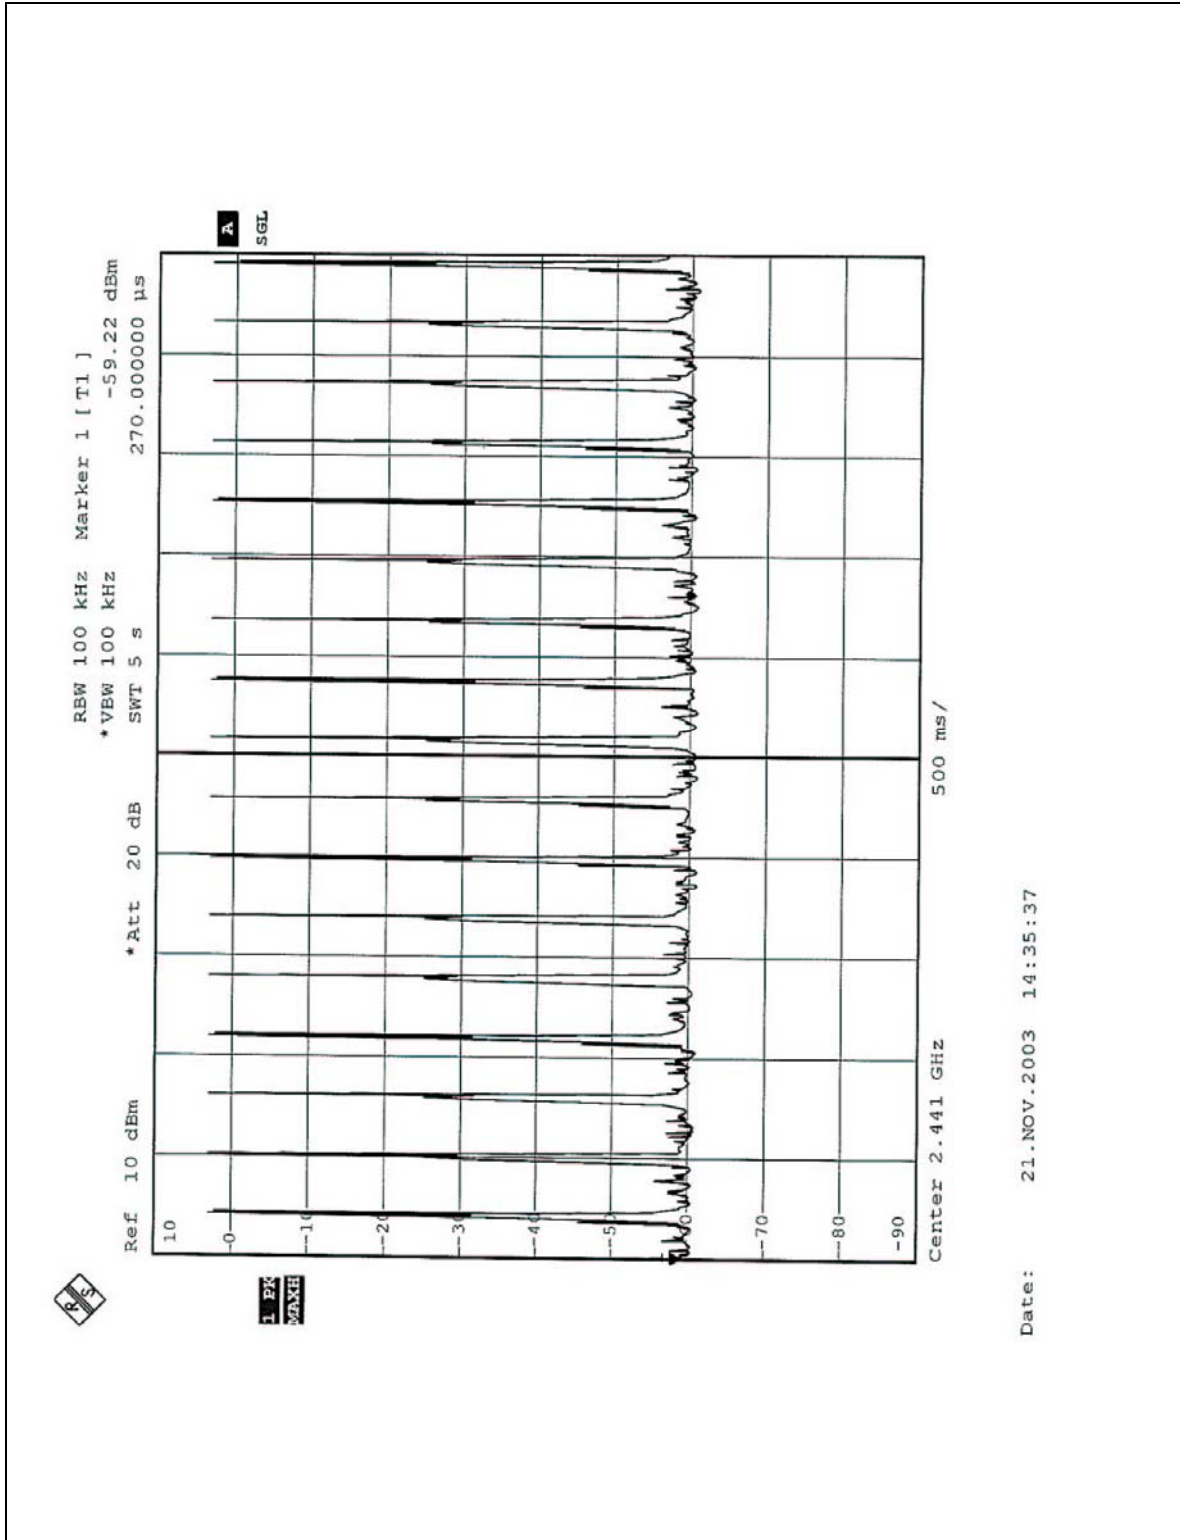 R
S
RBW 100 kHz Marker 1 [T1]
*VBW 100 kHz -59.22 dBm
Ref 10 dBm *Att 20 dB SWT 5 s 270.000000 µs
10
A
SGL
-0
1 PK
MAXH
-10
-20
-30
-40
-50
-70
-80
-90
Center 2.441 GHz 500 ms/
Date: 21.NOV.2003 14:35:37